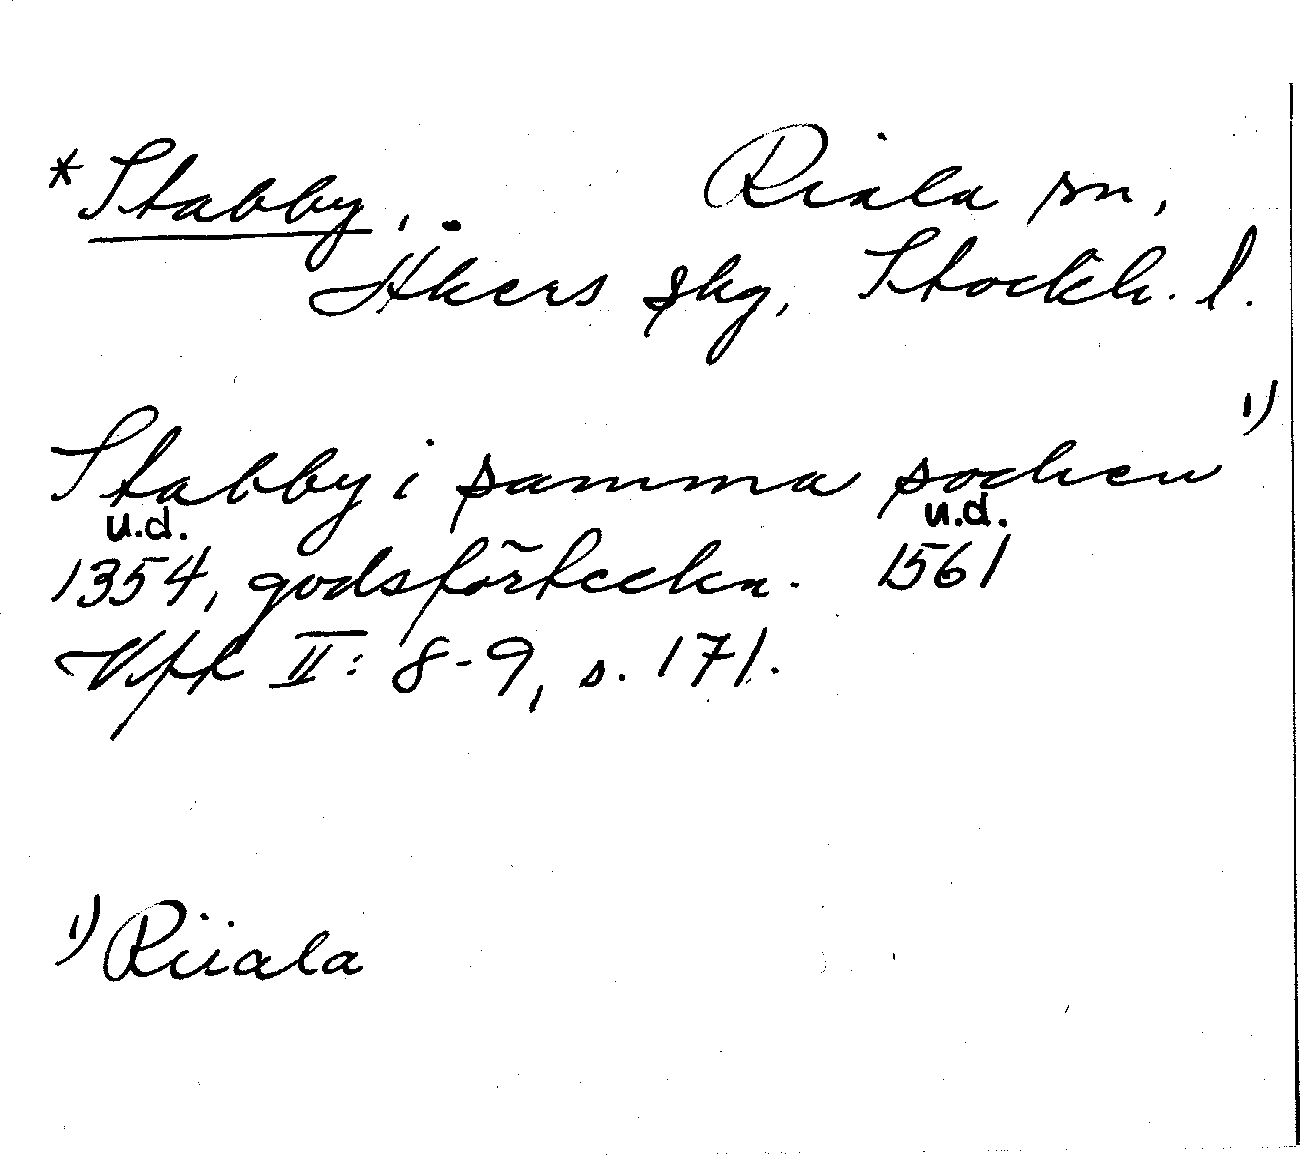 *Stabby, . Riala sn,
Åkers skg, Stockh. l.
Stabby i samma socken 1)
u.d. u.d.
1354, godsförteckn. 1561
Vfk II: 8-9, s. 171.
1) Riiala